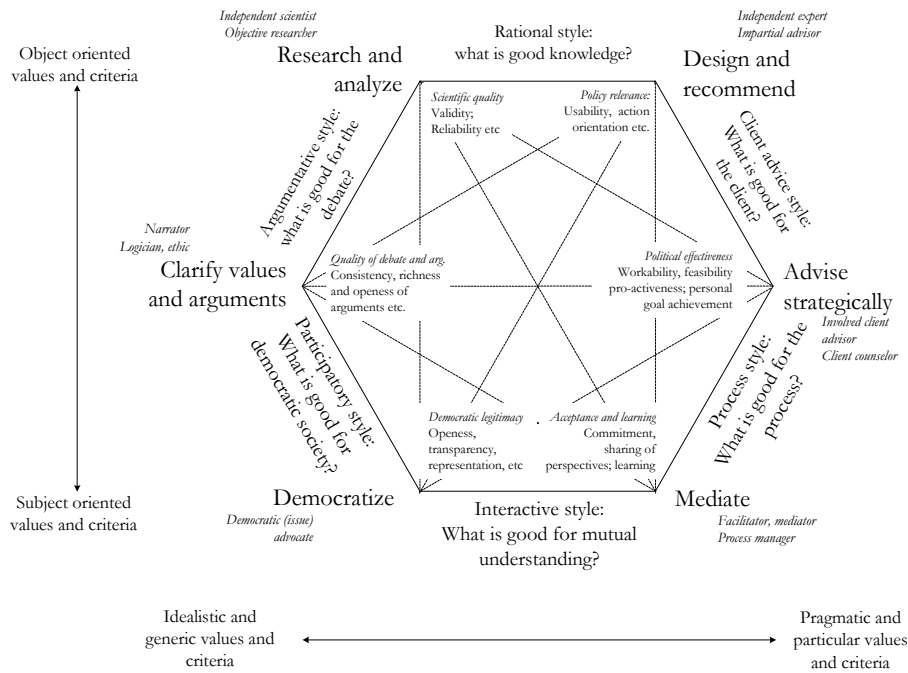 Independent scientist
Objective researcher
Research and
analyze
Rational style:
what is good knowledge?
Independent expert
Impartial advisor
Design and
recommend
Object oriented
values and criteria
Scientific quality
Validity;
Reliability etc
Policy relevance:
Usability, action
orientation etc.
Argumentative style:
what is good for the
debate?
Client advice style:
What is good for
the client?
Narrator
Logician, ethic
Clarify values
and arguments
Quality of debate and arg.
Consistency, richness
and openess of
arguments etc.
Political effectiveness
Workability, feasibility
pro-activeness; personal
goal achievement
Advise
strategically
Involved client
advisor
Client counselor
Participatory style:
What is good for
democratic society?
Process style:
What is good for the
process?
Democratic legitimacy
Openess,
transparency,
representation, etc
Acceptance and learning
Commitment,
sharing of
perspectives; learning
Subject oriented
values and criteria
Democratize
Democratic (issue)
advocate
Interactive style:
What is good for mutual
understanding?
Mediate
Facilitator, mediator
Process manager
Idealistic and
generic values and
criteria
Pragmatic and
particular values
and criteria